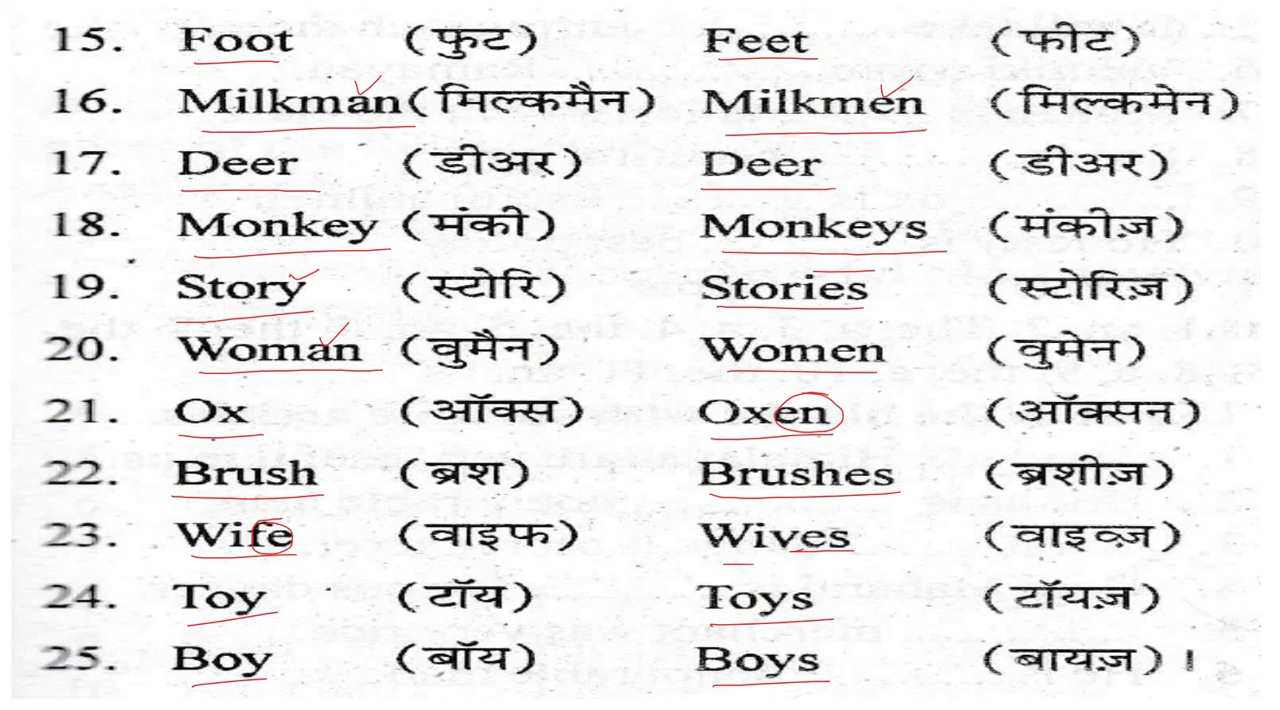 15. Foot (फुट) Feet (फीट)
16. Milkman (मिल्कमैन) Milkmen (मिल्कमेन)
17. Deer (डीअर) Deer (डीअर)
18. Monkey (मंकी) Monkeys (मंकीज़)
19. Story (स्टोरि) Stories (स्टोरिज़)
20. Woman (वुमैन) Women (वुमेन)
21. Ox (ऑक्स) Oxen (ऑक्सन)
22. Brush (ब्रश) Brushes (ब्रशीज़)
23. Wife (वाइफ) Wives (वाइव्ज़)
24. Toy (टॉय) Toys (टॉयज़)
25. Boy (बॉय) Boys (बायज़)।